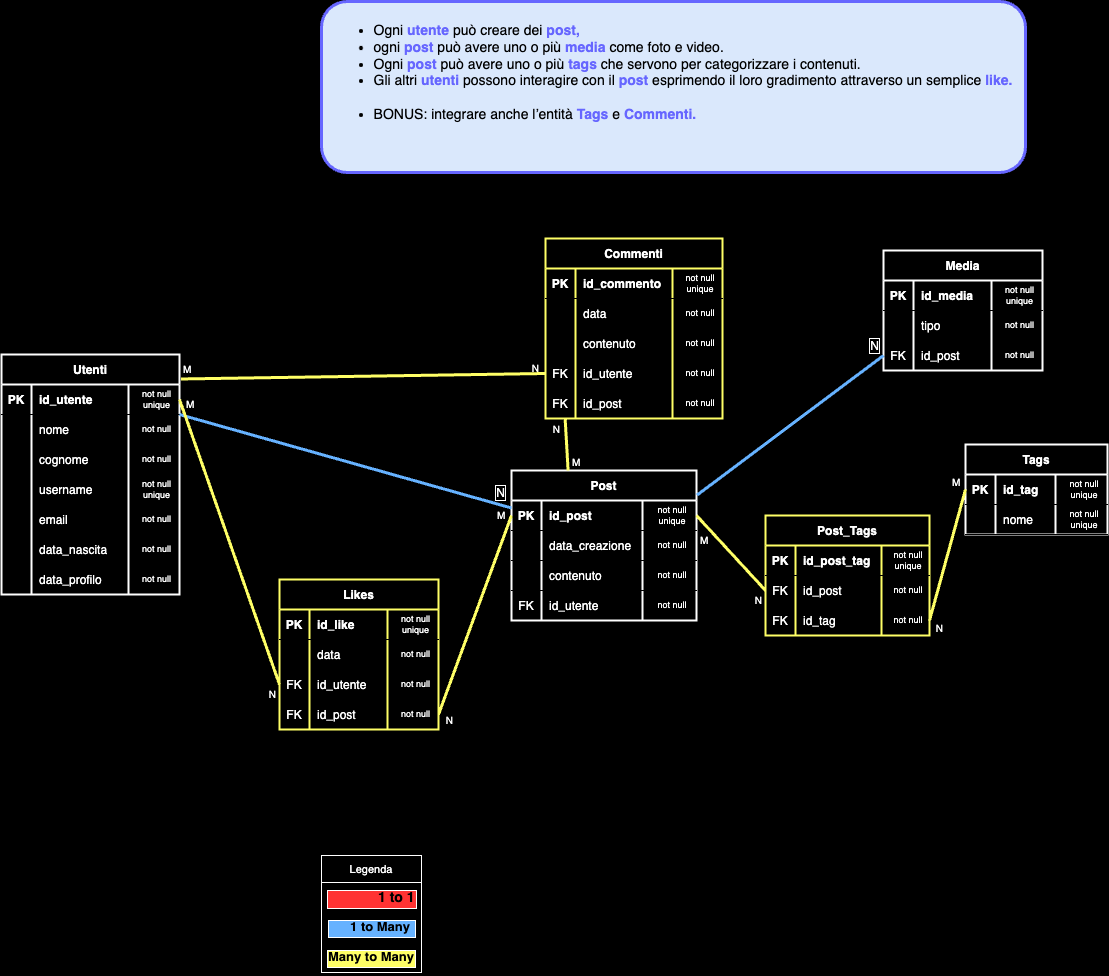 Ogni utente può creare dei post,
ogni post può avere uno o più media come foto e video.
Ogni post può avere uno o più tags che servono per categorizzare i contenuti.
Gli altri utenti possono interagire con il post esprimendo il loro gradimento attraverso un semplice like.
BONUS: integrare anche l'entità Tags e Commenti.
Commenti
PK id_commento not null unique
data not null
contenuto not null
N FK id_utente not null
FK id_post not null
N
M
Media
PK id_media not null unique
tipo not null
N FK id_post not null
Utenti M
PK id_utente not null unique M
nome not null
cognome not null
username not null unique
email not null
data_nascita not null
data_profilo not null
Post
N
M PK id_post not null unique
data_creazione not null M
contenuto not null
FK id_utente not null
Tags
M PK id_tag not null unique
nome not null unique
Post_Tags
PK id_post_tag not null unique
N FK id_post not null
FK id_tag not null N
Likes
PK id_like not null unique
data not null
N FK id_utente not null
FK id_post not null N
Legenda
1 to 1
1 to Many
Many to Many